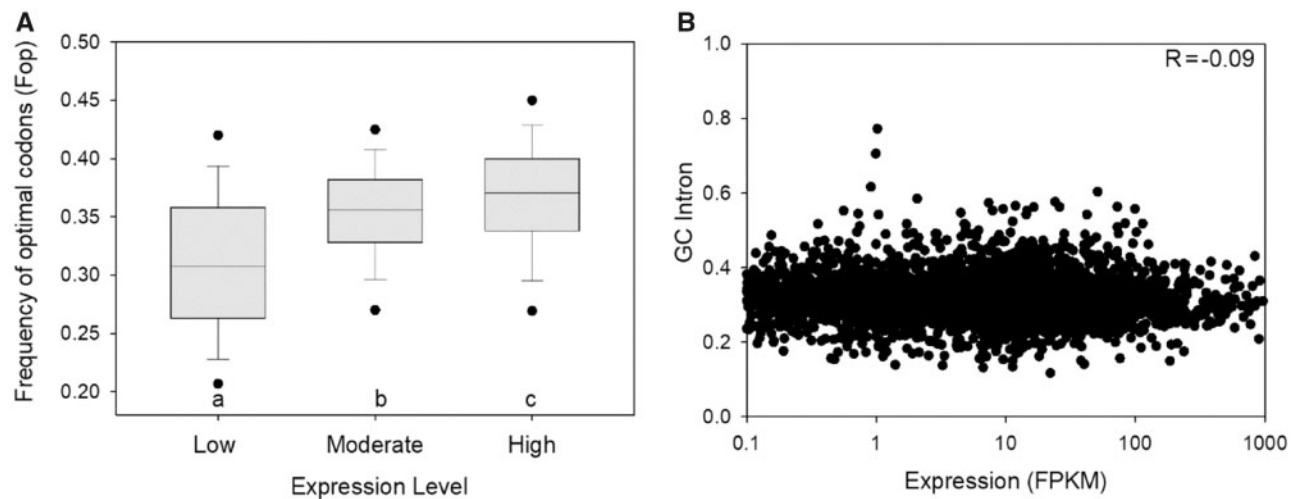 A
Frequency of optimal codons (Fop)
0.50
0.45
0.40
0.35
0.30
0.25
0.20
a
b
c
Low
Moderate
High
Expression Level
B
R=-0.09
GC Intron
1.0
0.8
0.6
0.4
0.2
0.0
0.1
1
10
100
1000
Expression (FPKM)